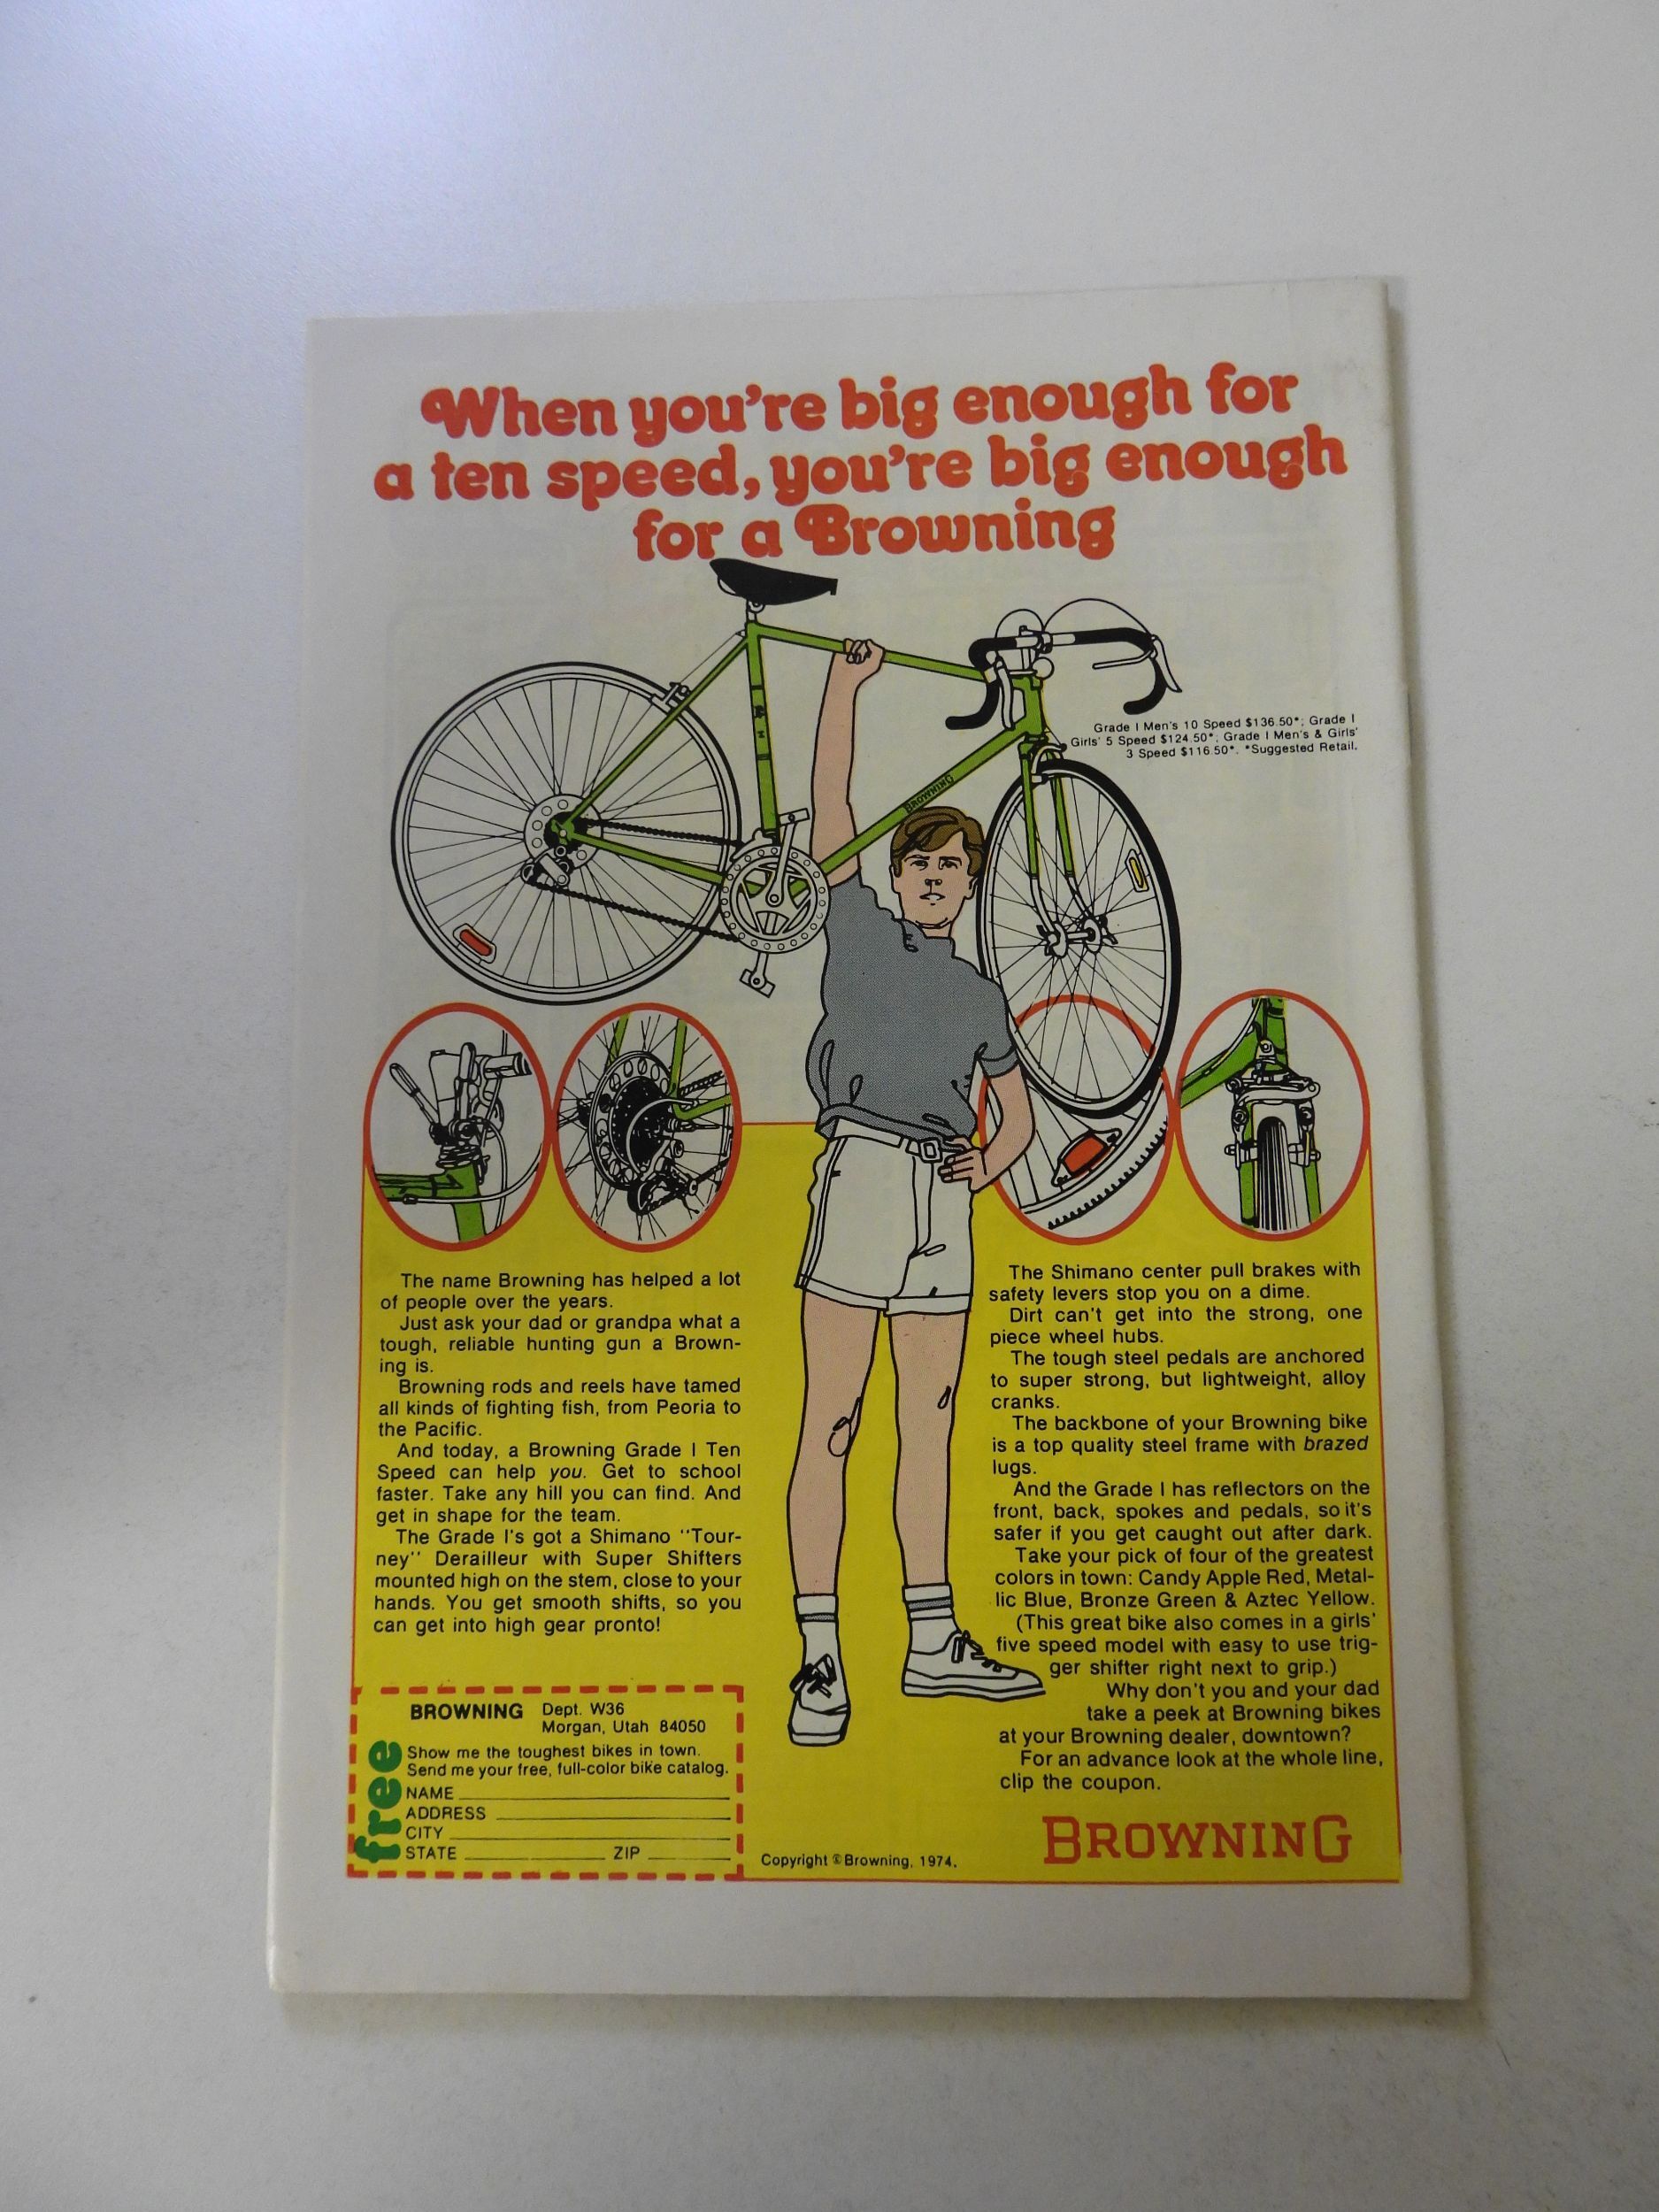 When you're big enough for
a ten speed, you're big enough
for a Browning
Grade I Men's 10 Speed $136.50*; Grade I
Girls' 5 Speed $124.50*; Grade I Men's & Girls'
3 Speed $116.50*. *Suggested Retail.
BROWNING
The name Browning has helped a lot
of people over the years.
Just ask your dad or grandpa what a
tough, reliable hunting gun a Brown-
ing is.
Browning rods and reels have tamed
all kinds of fighting fish, from Peoria to
the Pacific.
And today, a Browning Grade I Ten
Speed can help you. Get to school
faster. Take any hill you can find. And
get in shape for the team.
The Grade I's got a Shimano "Tour-
ney" Derailleur with Super Shifters
mounted high on the stem, close to your
hands. You get smooth shifts, so you
can get into high gear pronto!
The Shimano center pull brakes with
safety levers stop you on a dime.
Dirt can't get into the strong, one
piece wheel hubs.
The tough steel pedals are anchored
to super strong, but lightweight, alloy
cranks.
The backbone of your Browning bike
is a top quality steel frame with brazed
lugs.
And the Grade I has reflectors on the
front, back, spokes and pedals, so it's
safer if you get caught out after dark.
Take your pick of four of the greatest
colors in town: Candy Apple Red, Metal-
lic Blue, Bronze Green & Aztec Yellow.
(This great bike also comes in a girls'
five speed model with easy to use trig-
ger shifter right next to grip.)
Why don't you and your dad
take a peek at Browning bikes
at your Browning dealer, downtown?
For an advance look at the whole line,
clip the coupon.
BROWNING Dept. W36
Morgan, Utah 84050
free
Show me the toughest bikes in town.
Send me your free, full-color bike catalog.
NAME
ADDRESS
CITY
STATE ZIP
Copyright © Browning, 1974.
BROWNING